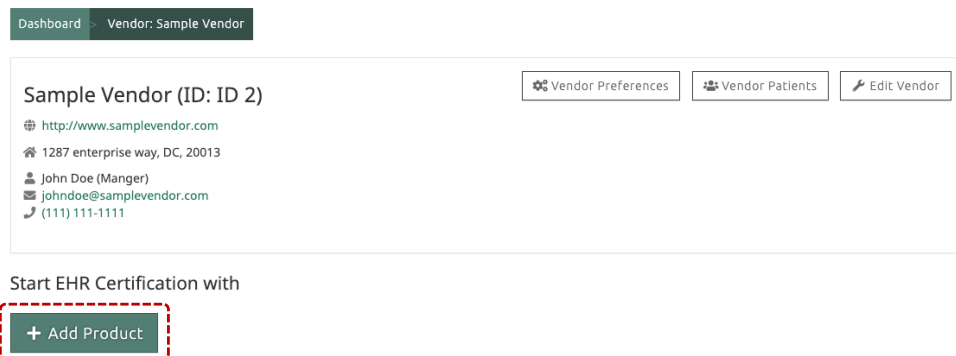 Dashboard > Vendor: Sample Vendor
Sample Vendor (ID: ID 2)
Vendor Preferences
Vendor Patients
Edit Vendor
http://www.samplevendor.com
1287 enterprise way, DC, 20013
John Doe (Manger)
johndoe@samplevendor.com
(111) 111-1111
Start EHR Certification with
+ Add Product